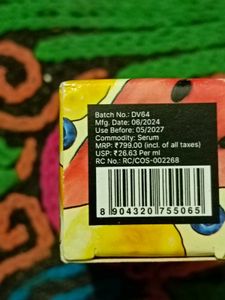 Batch No.: DV64
Mfg. Date: 06/2024
Use Before: 05/2027
Commodity: Serum
MRP: ₹799.00 (incl. of all taxes)
USP: ₹26.63 Per ml
RC No.: RC/COS-002268
8 904320 755065